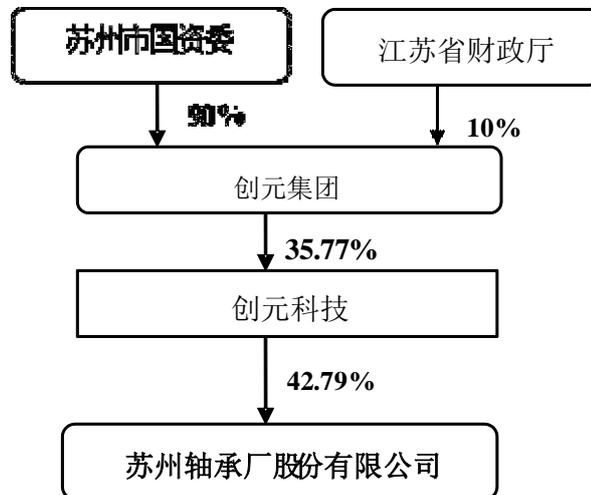 苏州市国资委
江苏省财政厅
90%
10%
创元集团
35.77%
创元科技
42.79%
苏州轴承厂股份有限公司